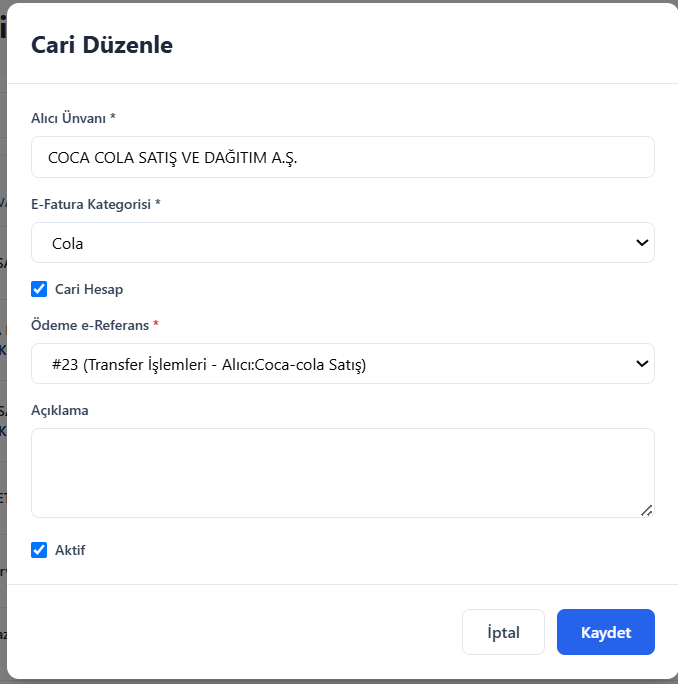 Cari Düzenle
Alıcı Ünvanı *
COCA COLA SATIŞ VE DAĞITIM A.Ş.
E-Fatura Kategorisi *
Cola
Cari Hesap
Ödeme e-Referans *
#23 (Transfer İşlemleri - Alıcı:Coca-cola Satış)
Açıklama
Aktif
İptal
Kaydet